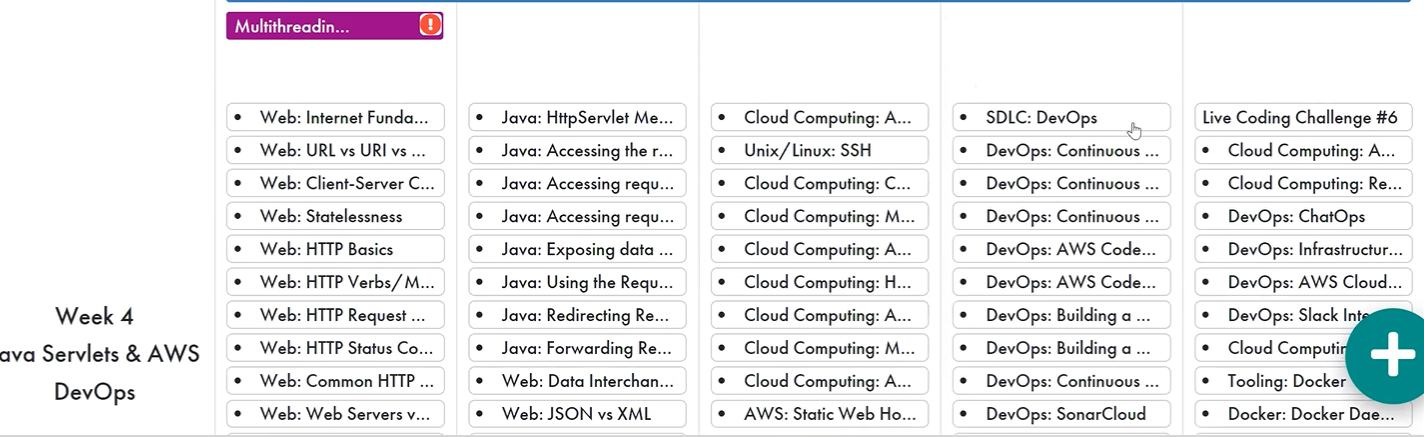 Multithreadin...
Week 4
ava Servlets & AWS
DevOps
• Web: Internet Funda...
• Web: URL vs URI vs ...
• Web: Client-Server C...
• Web: Statelessness
• Web: HTTP Basics
• Web: HTTP Verbs/M...
• Web: HTTP Request ...
• Web: HTTP Status Co...
• Web: Common HTTP ...
• Web: Web Servers v...
• Java: HttpServlet Me...
• Java: Accessing the r...
• Java: Accessing requ...
• Java: Accessing requ...
• Java: Exposing data ...
• Java: Using the Requ...
• Java: Redirecting Re...
• Java: Forwarding Re...
• Web: Data Interchan...
• Web: JSON vs XML
• Cloud Computing: A...
• Unix/Linux: SSH
• Cloud Computing: C...
• Cloud Computing: M...
• Cloud Computing: A...
• Cloud Computing: H...
• Cloud Computing: A...
• Cloud Computing: M...
• Cloud Computing: A...
• AWS: Static Web Ho...
• SDLC: DevOps
• DevOps: Continuous ...
• DevOps: Continuous ...
• DevOps: Continuous ...
• DevOps: AWS Code...
• DevOps: AWS Code...
• DevOps: Building a ...
• DevOps: Building a ...
• DevOps: Continuous ...
• DevOps: SonarCloud
Live Coding Challenge #6
• Cloud Computing: A...
• Cloud Computing: Re...
• DevOps: ChatOps
• DevOps: Infrastructur...
• DevOps: AWS Cloud...
• DevOps: Slack Inte
• Cloud Computin
• Tooling: Docker
• Docker: Docker Dae...